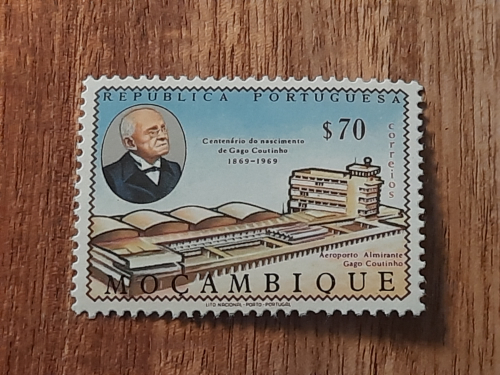 REPÚBLICA PORTUGUESA
$70
correios
Centenário do nascimento
de Gago Coutinho
1869-1969
Aeroporto Almirante
Gago Coutinho
MOÇAMBIQUE
LITO NACIONAL - PORTO - PORTUGAL